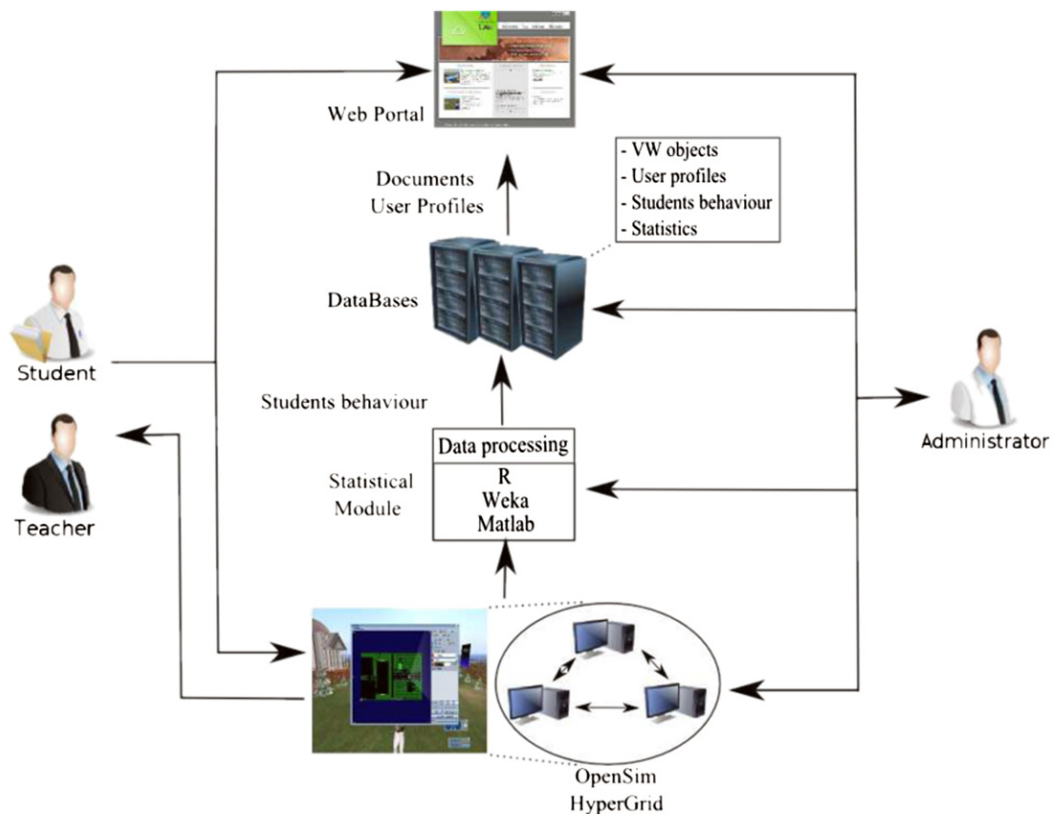 Web Portal
Documents
User Profiles
- VW objects
- User profiles
- Students behaviour
- Statistics
DataBases
Student
Students behaviour
Teacher
Administrator
Data processing
R
Weka
Matlab
Statistical
Module
OpenSim
HyperGrid